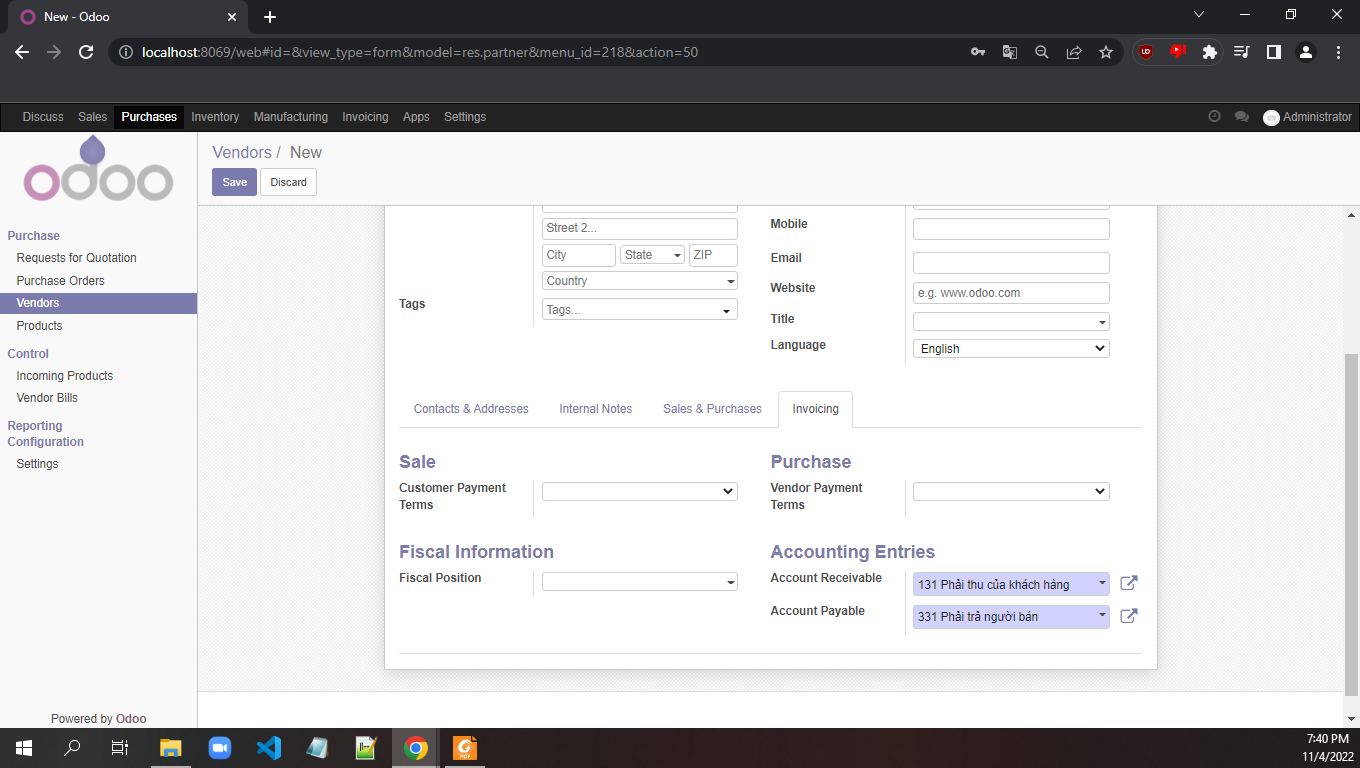 New - Odoo
localhost:8069/web#id=&view_type=form&model=res.partner&menu_id=218&action=50
Discuss Sales Purchases Inventory Manufacturing Invoicing Apps Settings Administrator
odoo
Vendors / New
Save Discard
Purchase
Requests for Quotation
Purchase Orders
Vendors
Products
Control
Incoming Products
Vendor Bills
Reporting
Configuration
Settings
Powered by Odoo
Street 2...
City State ZIP
Country
Tags Tags...
Mobile
Email
Website e.g. www.odoo.com
Title
Language English
Contacts & Addresses Internal Notes Sales & Purchases Invoicing
Sale
Customer Payment
Terms
Purchase
Vendor Payment
Terms
Fiscal Information
Fiscal Position
Accounting Entries
Account Receivable 131 Phải thu của khách hàng
Account Payable 331 Phải trả người bán
7:40 PM
11/4/2022